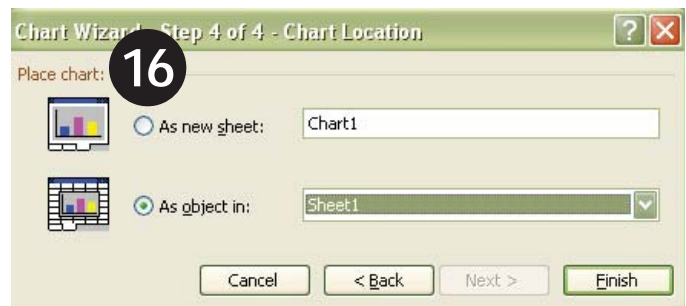 Chart Wizard - Step 4 of 4 - Chart Location
16
Place chart:
As new sheet:
Chart1
As object in:
Sheet1
Cancel
< Back
Next >
Finish